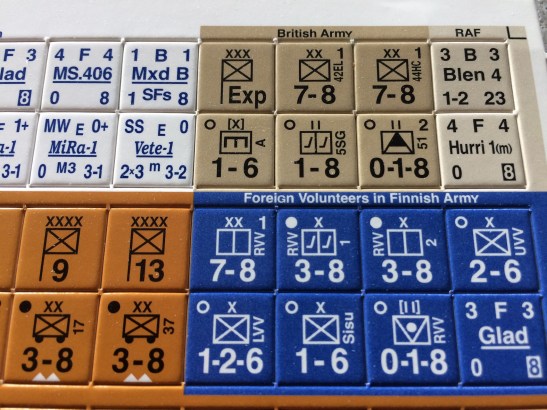 British Army RAF
F 3 4 F 4 1 B 1 XXX XX 1 XX 1 3 B 3
lad MS.406 Mxd B Exp 42EL 44HC Blen 4
8 0 8 1 SFs 8 7-8 7-8 1-2 23
F 1+ MW E 0+ SS E 0 [X] A II 5SG II 2 51 4 F 4
a-1 MiRa-1 Vete-1 Hurri 1(m)
3-1 0 M3 3-1 2x3 m 3-2 1-6 1-8 0-1-8 0 8
Foreign Volunteers in Finnish Army
XXXX XXXX XX 1 X X X
RVV RVV 1 RVV 2 UVV
9 13 7-8 3-8 3-8 2-6
XX XX X X [II] 3 F 3
17 37 LVV Sisu RVV Glad
3-8 3-8 1-2-6 1-6 0-1-8 0 8